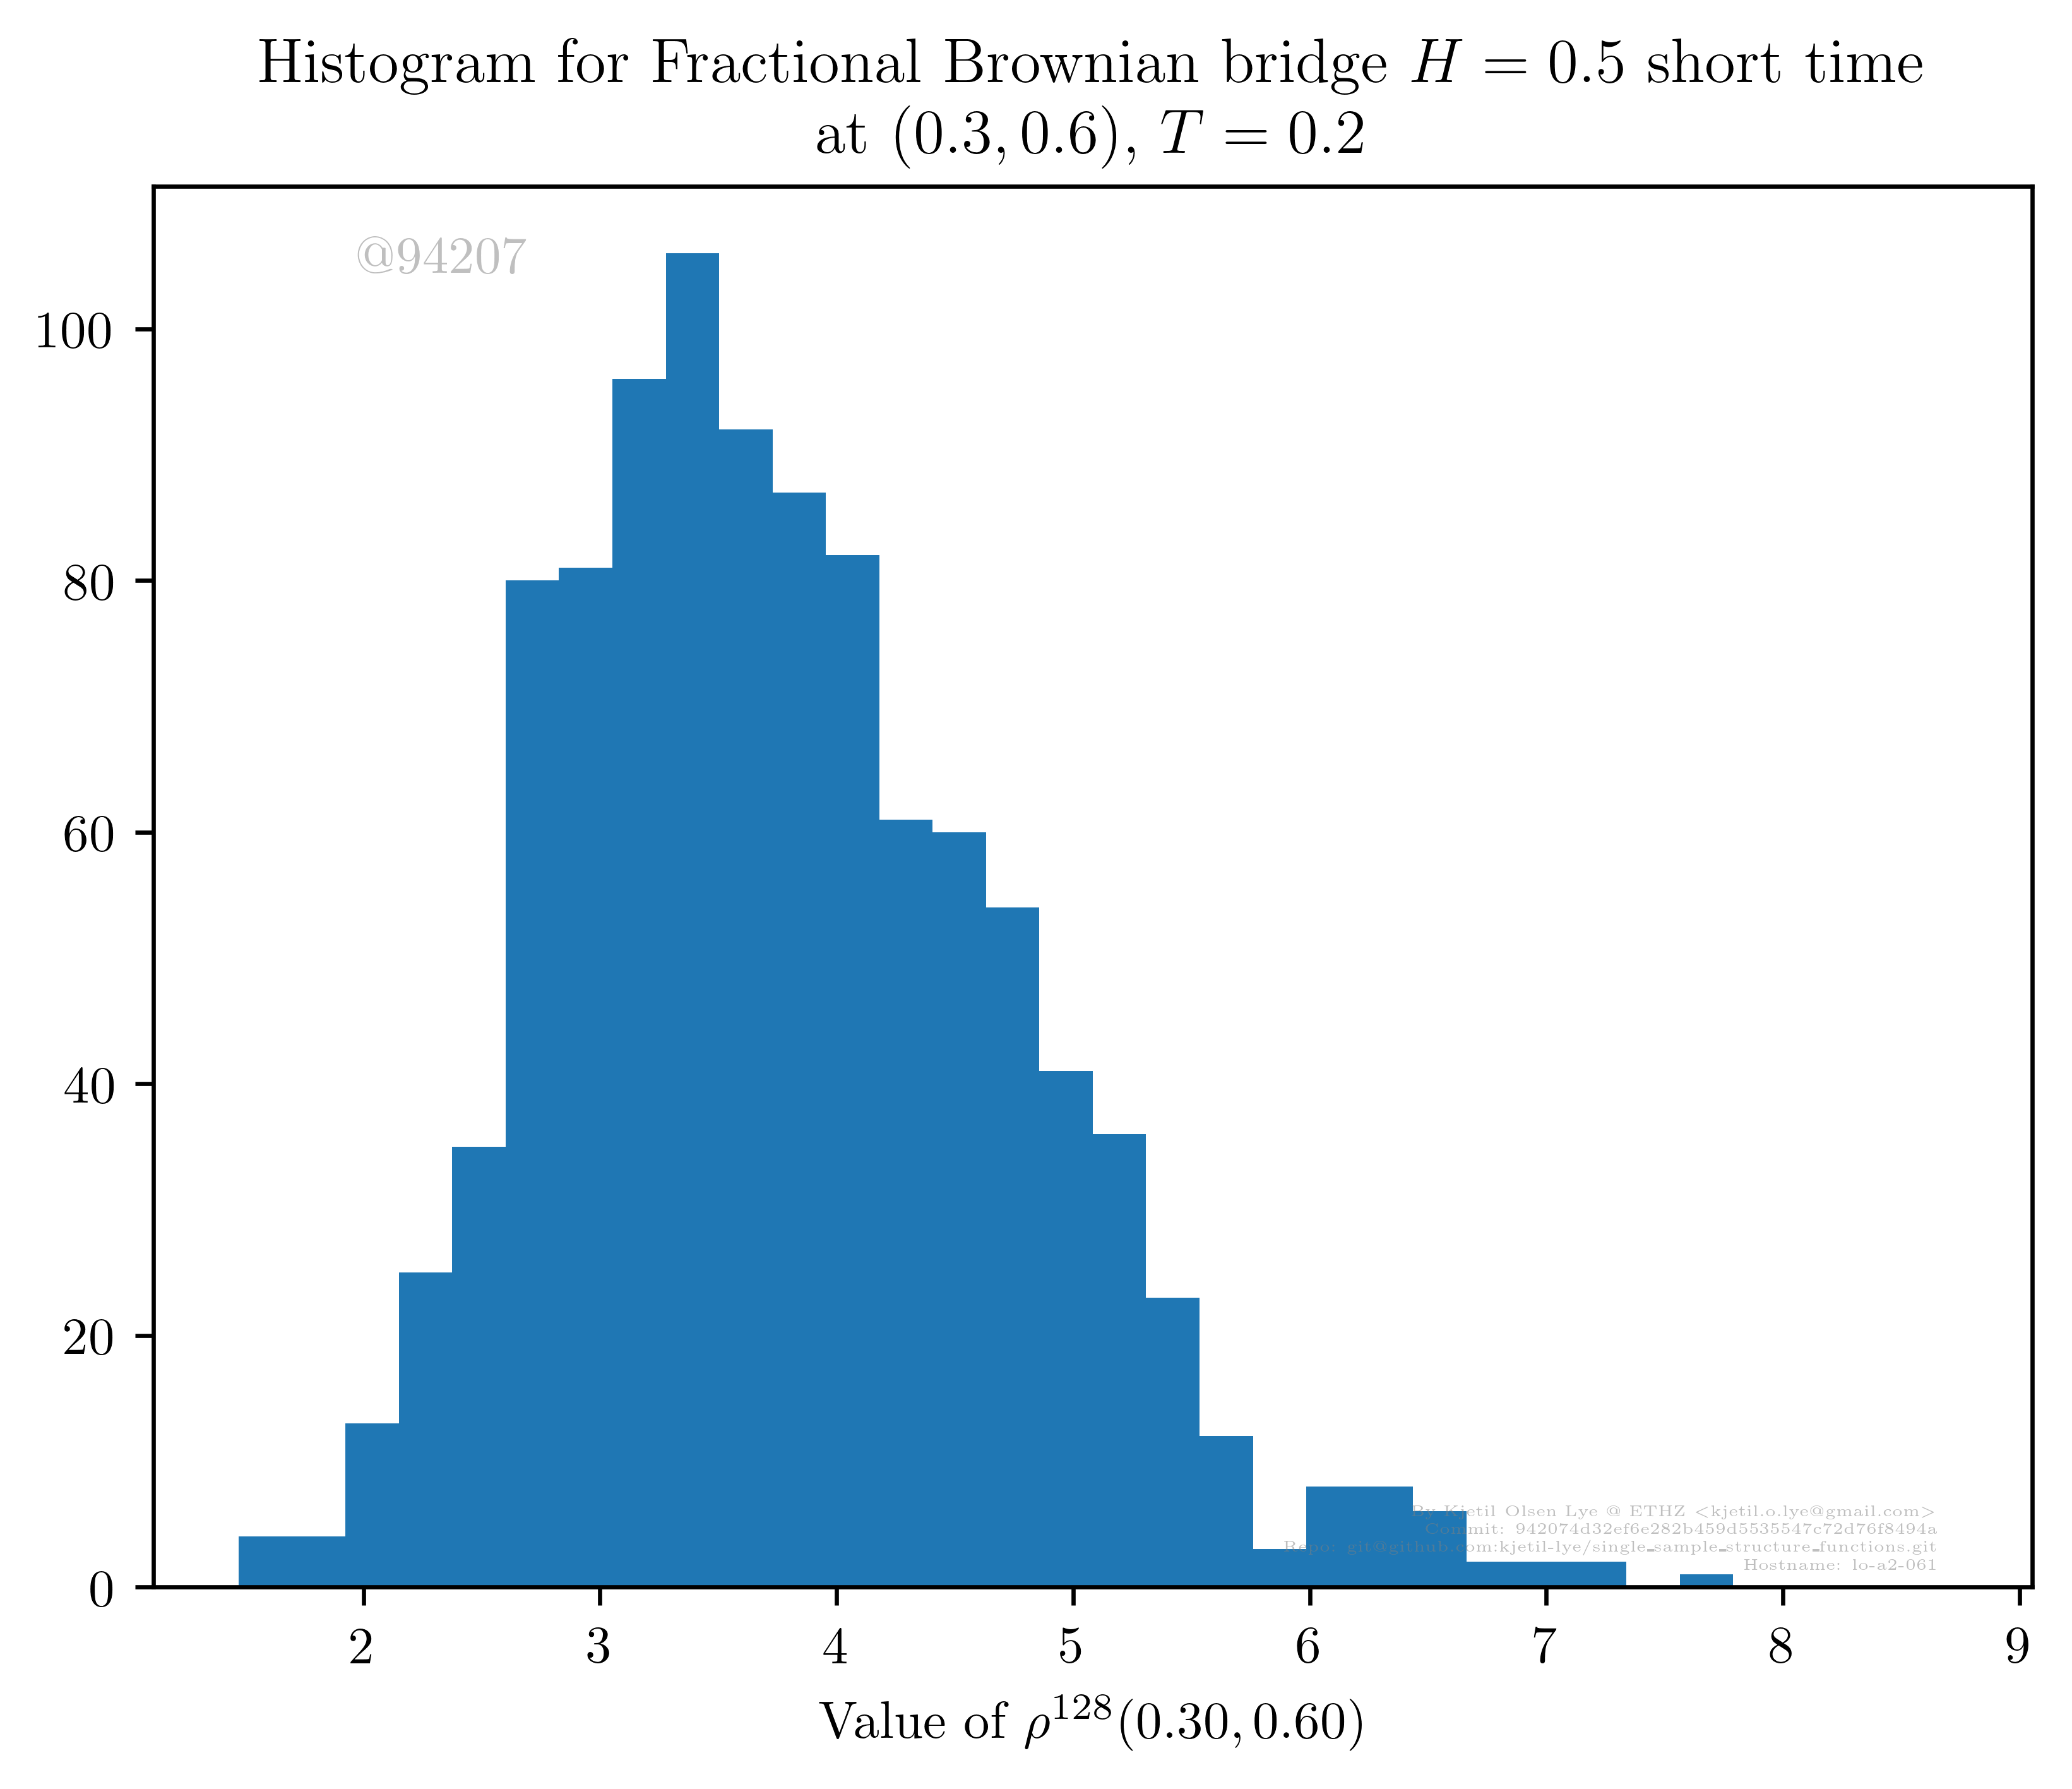 Histogram for Fractional Brownian bridge H = 0.5 short time
at (0.3, 0.6), T = 0.2
@94207
100
80
60
40
20
0
By Kjetil Olsen Lye @ ETHZ <kjetil.o.lye@gmail.com>
Commit: 942074d32ef6e282b459d5535547c72d76f8494a
Repo: git@github.com:kjetil-lye/single_sample_structure_functions.git
Hostname: lo-a2-061
2 3 4 5 6 7 8 9
Value of ρ¹²⁸(0.30, 0.60)